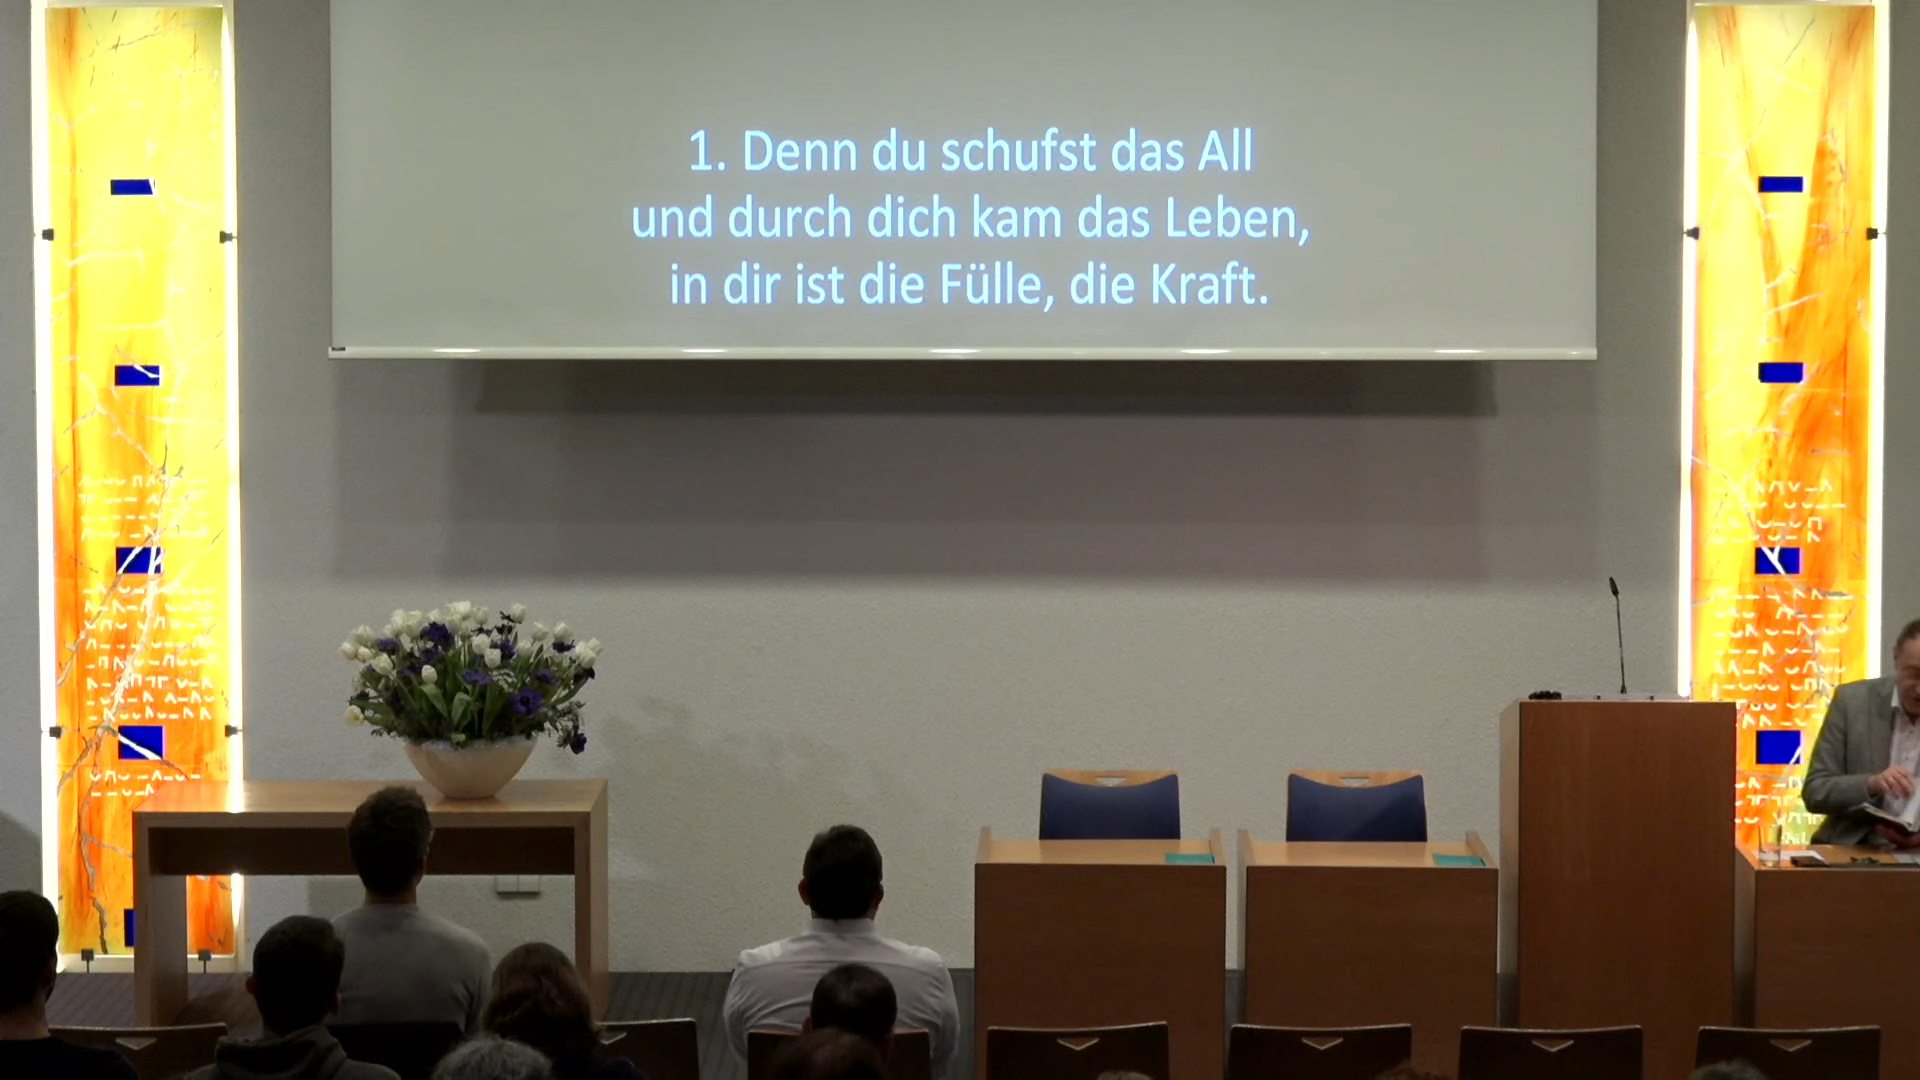 1. Denn du schufst das All
und durch dich kam das Leben,
in dir ist die Fülle, die Kraft.